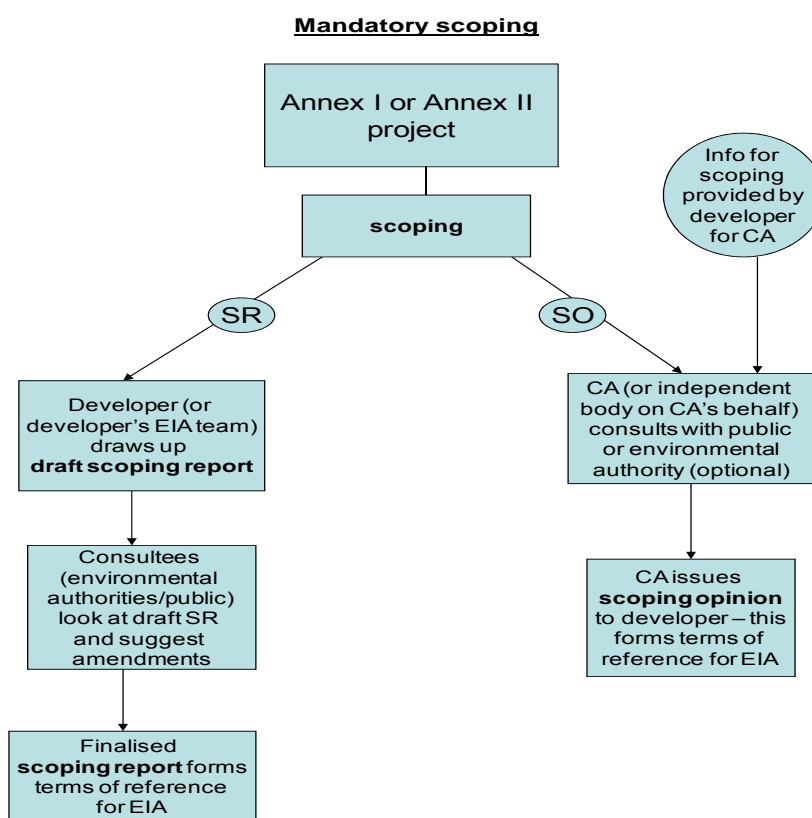 Mandatory scoping
Annex I or Annex II
project
Info for
scoping
provided by
developer
for CA
scoping
SR
SO
Developer (or
developer's EIA team)
draws up
draft scoping report
CA (or independent
body on CA's behalf)
consults with public
or environmental
authority (optional)
Consultees
(environmental
authorities/public)
look at draft SR
and suggest
amendments
CA issues
scoping opinion
to developer – this
forms terms of
reference for EIA
Finalised
scoping report forms
terms of reference
for EIA